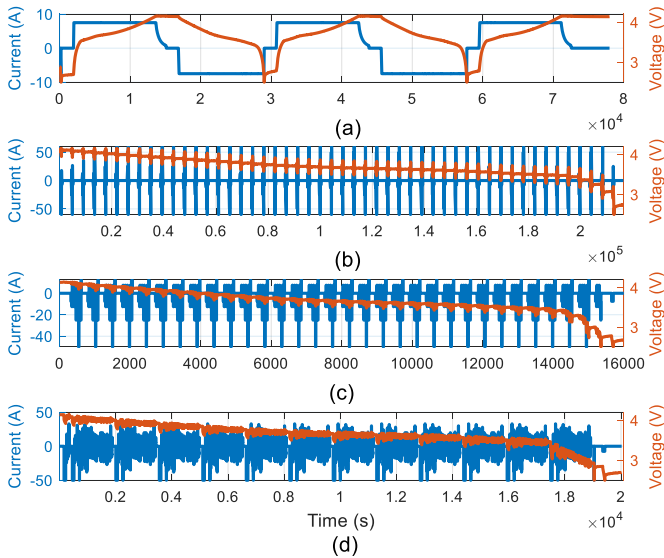 Current (A)
10
0
-10
4
3
Voltage (V)
0 1 2 3 4 5 6 7 8
×10⁴
(a)
Current (A)
50
0
-50
4
3
Voltage (V)
0.2 0.4 0.6 0.8 1 1.2 1.4 1.6 1.8 2
×10⁵
(b)
Current (A)
0
-20
-40
4
3
2
Voltage (V)
0 2000 4000 6000 8000 10000 12000 14000 16000
(c)
Current (A)
50
0
-50
4
3
Voltage (V)
0.2 0.4 0.6 0.8 1 1.2 1.4 1.6 1.8 2
Time (s)
×10⁴
(d)